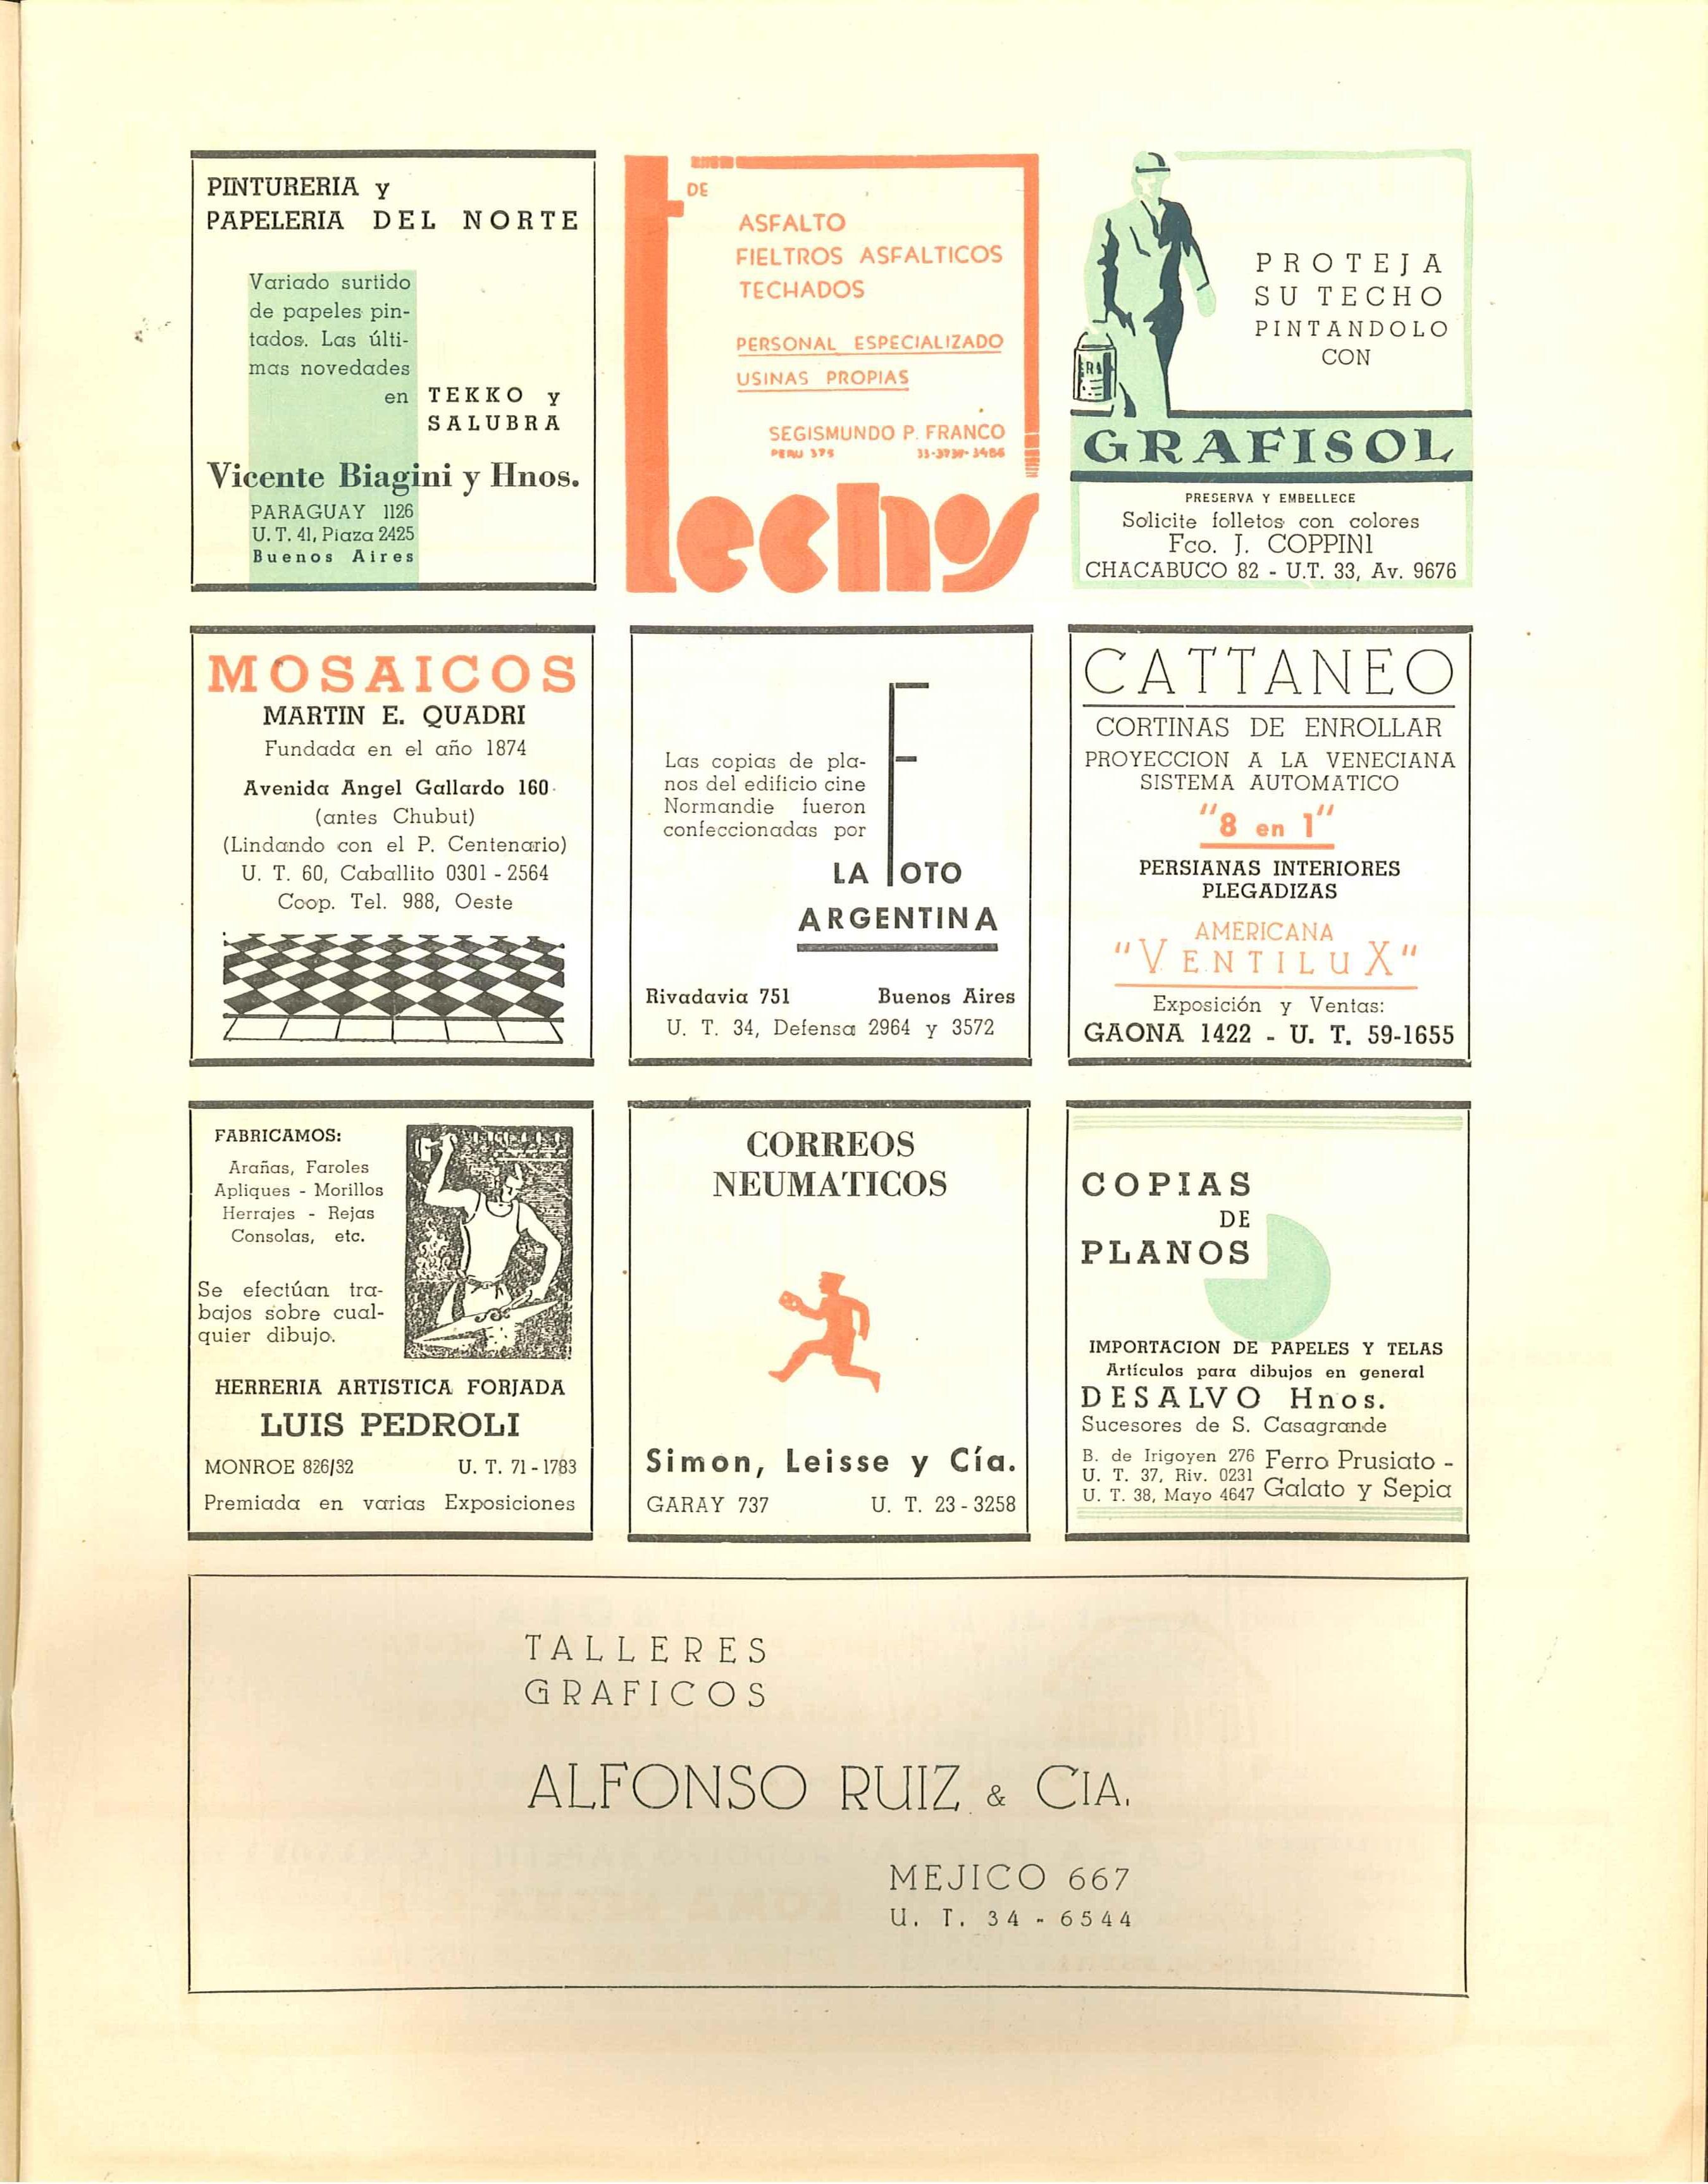 PINTURERIA y
PAPELERIA DEL NORTE
Variado surtido
de papeles pin-
tados. Las últi-
mas novedades
en TEKKO y
SALUBRA
Vicente Biagini y Hnos.
PARAGUAY 1126
U. T. 41, Plaza 2425
Buenos Aires
techos
DE
ASFALTO
FIELTROS ASFALTICOS
TECHADOS
PERSONAL ESPECIALIZADO
USINAS PROPIAS
SEGISMUNDO P. FRANCO
PERU 375 33-3739-3486
PROTEJA
SU TECHO
PINTANDOLO
CON
GRAFISOL
PRESERVA Y EMBELLECE
Solicite folletos con colores
Fco. J. COPPINI
CHACABUCO 82 - U.T. 33, Av. 9676
MOSAICOS
MARTIN E. QUADRI
Fundada en el año 1874
Avenida Angel Gallardo 160
(antes Chubut)
(Lindando con el P. Centenario)
U. T. 60, Caballito 0301 - 2564
Coop. Tel. 988, Oeste
Las copias de pla-
nos del edificio cine
Normandie fueron
confeccionadas por
LA FOTO
ARGENTINA
Rivadavia 751 Buenos Aires
U. T. 34, Defensa 2964 y 3572
CATTANEO
CORTINAS DE ENROLLAR
PROYECCION A LA VENECIANA
SISTEMA AUTOMATICO
"8 en 1"
PERSIANAS INTERIORES
PLEGADIZAS
AMERICANA
"VENTILUX"
Exposición y Ventas:
GAONA 1422 - U. T. 59-1655
FABRICAMOS:
Arañas, Faroles
Apliques - Morillos
Herrajes - Rejas
Consolas, etc.
Se efectúan tra-
bajos sobre cual-
quier dibujo.
HERRERIA ARTISTICA FORJADA
LUIS PEDROLI
MONROE 826/32 U. T. 71 - 1783
Premiada en varias Exposiciones
CORREOS
NEUMATICOS
Simon, Leisse y Cía.
GARAY 737 U. T. 23 - 3258
COPIAS
DE
PLANOS
IMPORTACION DE PAPELES Y TELAS
Artículos para dibujos en general
DESALVO Hnos.
Sucesores de S. Casagrande
B. de Irigoyen 276
U. T. 37, Riv. 0231
U. T. 38, Mayo 4647
Ferro Prusiato -
Galato y Sepia
TALLERES
GRAFICOS
ALFONSO RUIZ & CIA.
MEJICO 667
U. T. 34 - 6544